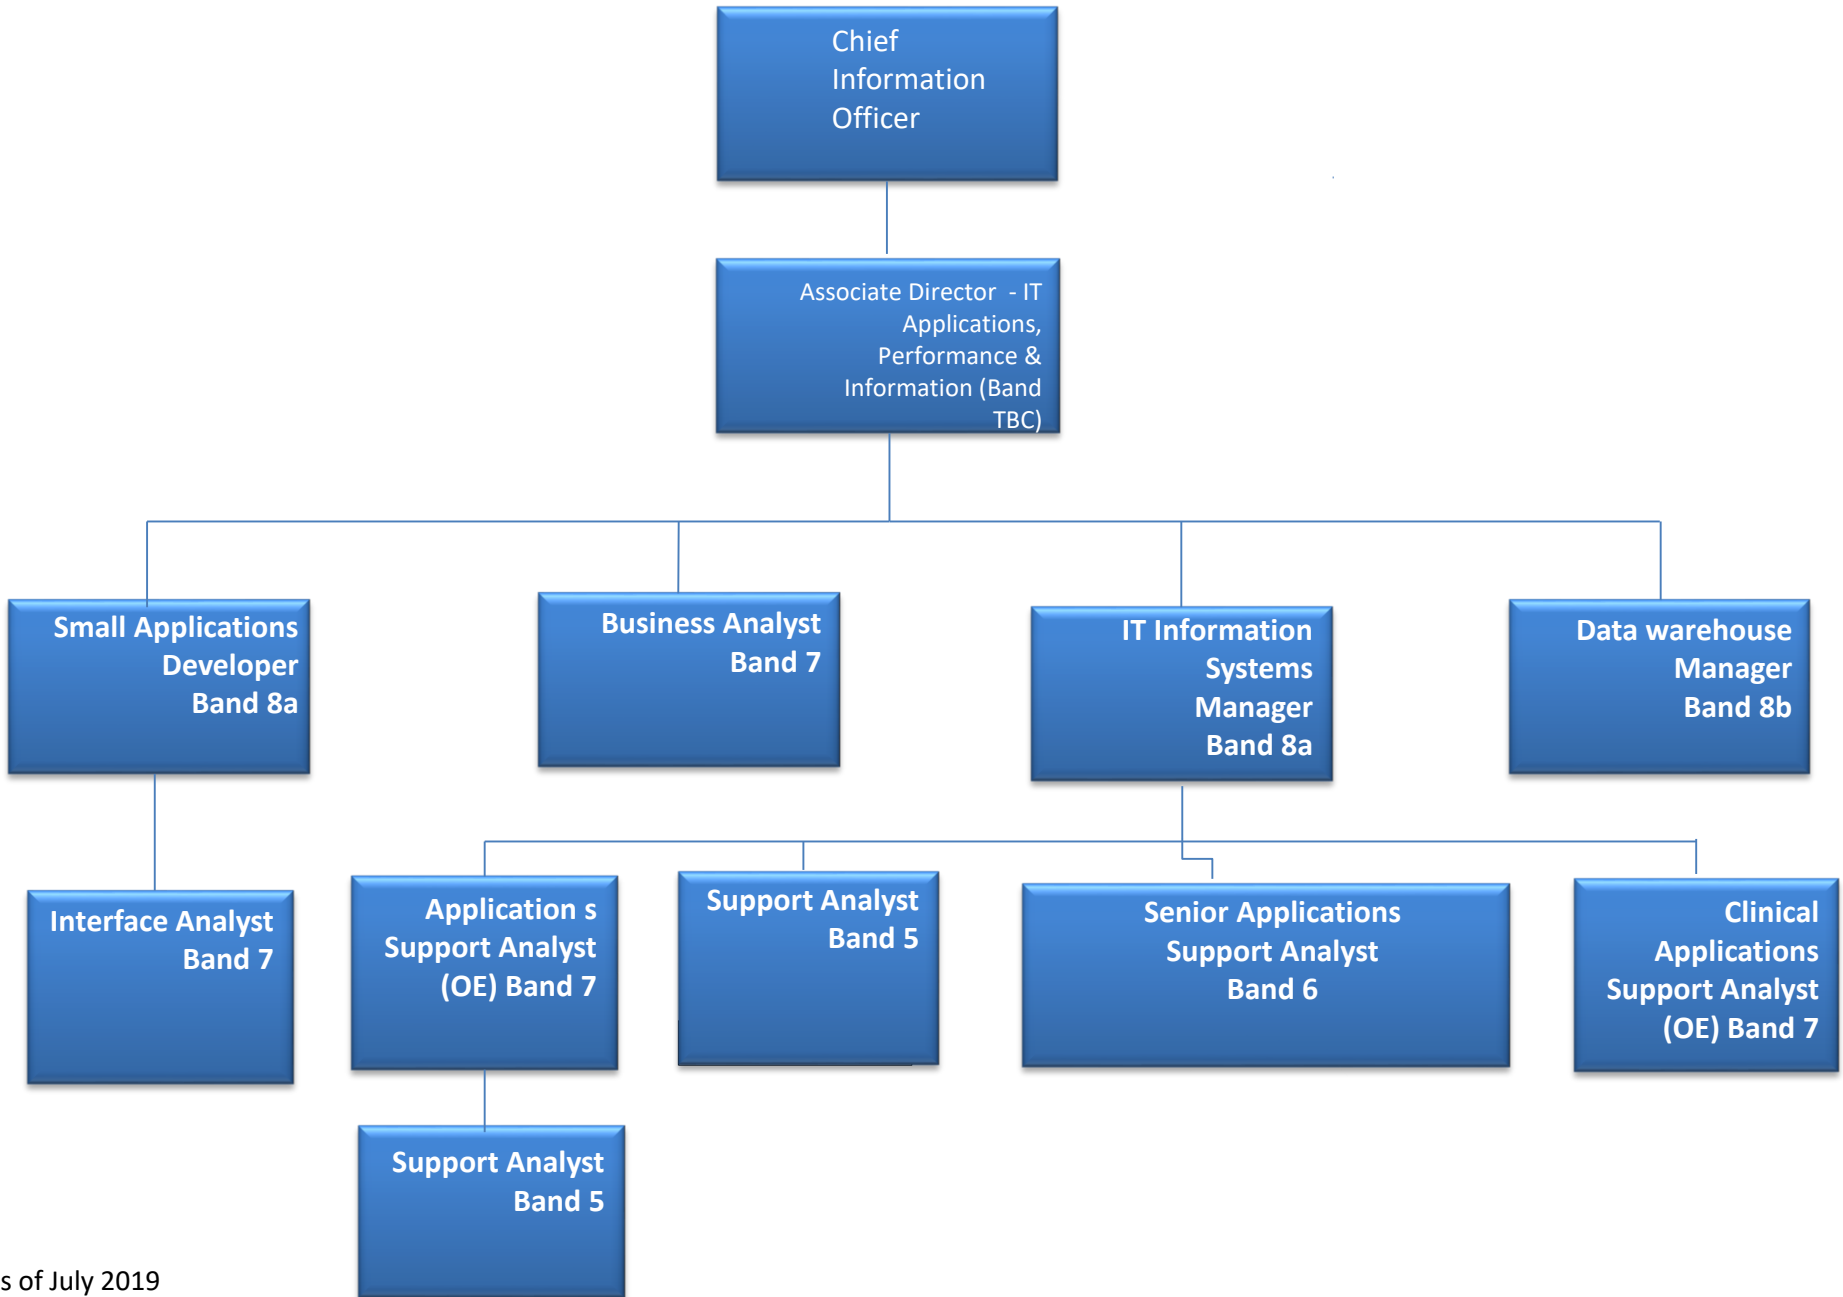 Chief
Information
Officer
Associate Director - IT
Applications,
Performance &
Information (Band
TBC)
Small Applications
Developer
Band 8a
Business Analyst
Band 7
IT Information
Systems
Manager
Band 8a
Data warehouse
Manager
Band 8b
Interface Analyst
Band 7
Application s
Support Analyst
(OE) Band 7
Support Analyst
Band 5
Senior Applications
Support Analyst
Band 6
Clinical
Applications
Support Analyst
(OE) Band 7
Support Analyst
Band 5
s of July 2019